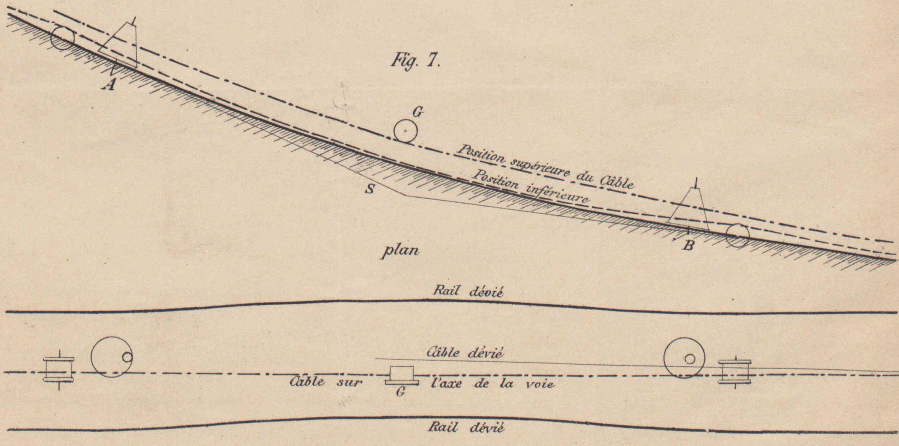 Fig. 7.
A
G
Position supérieure du Câble
Position inférieure
S
B
plan
Rail dévié
Câble dévié
Câble sur l'axe de la voie
G
Rail dévié